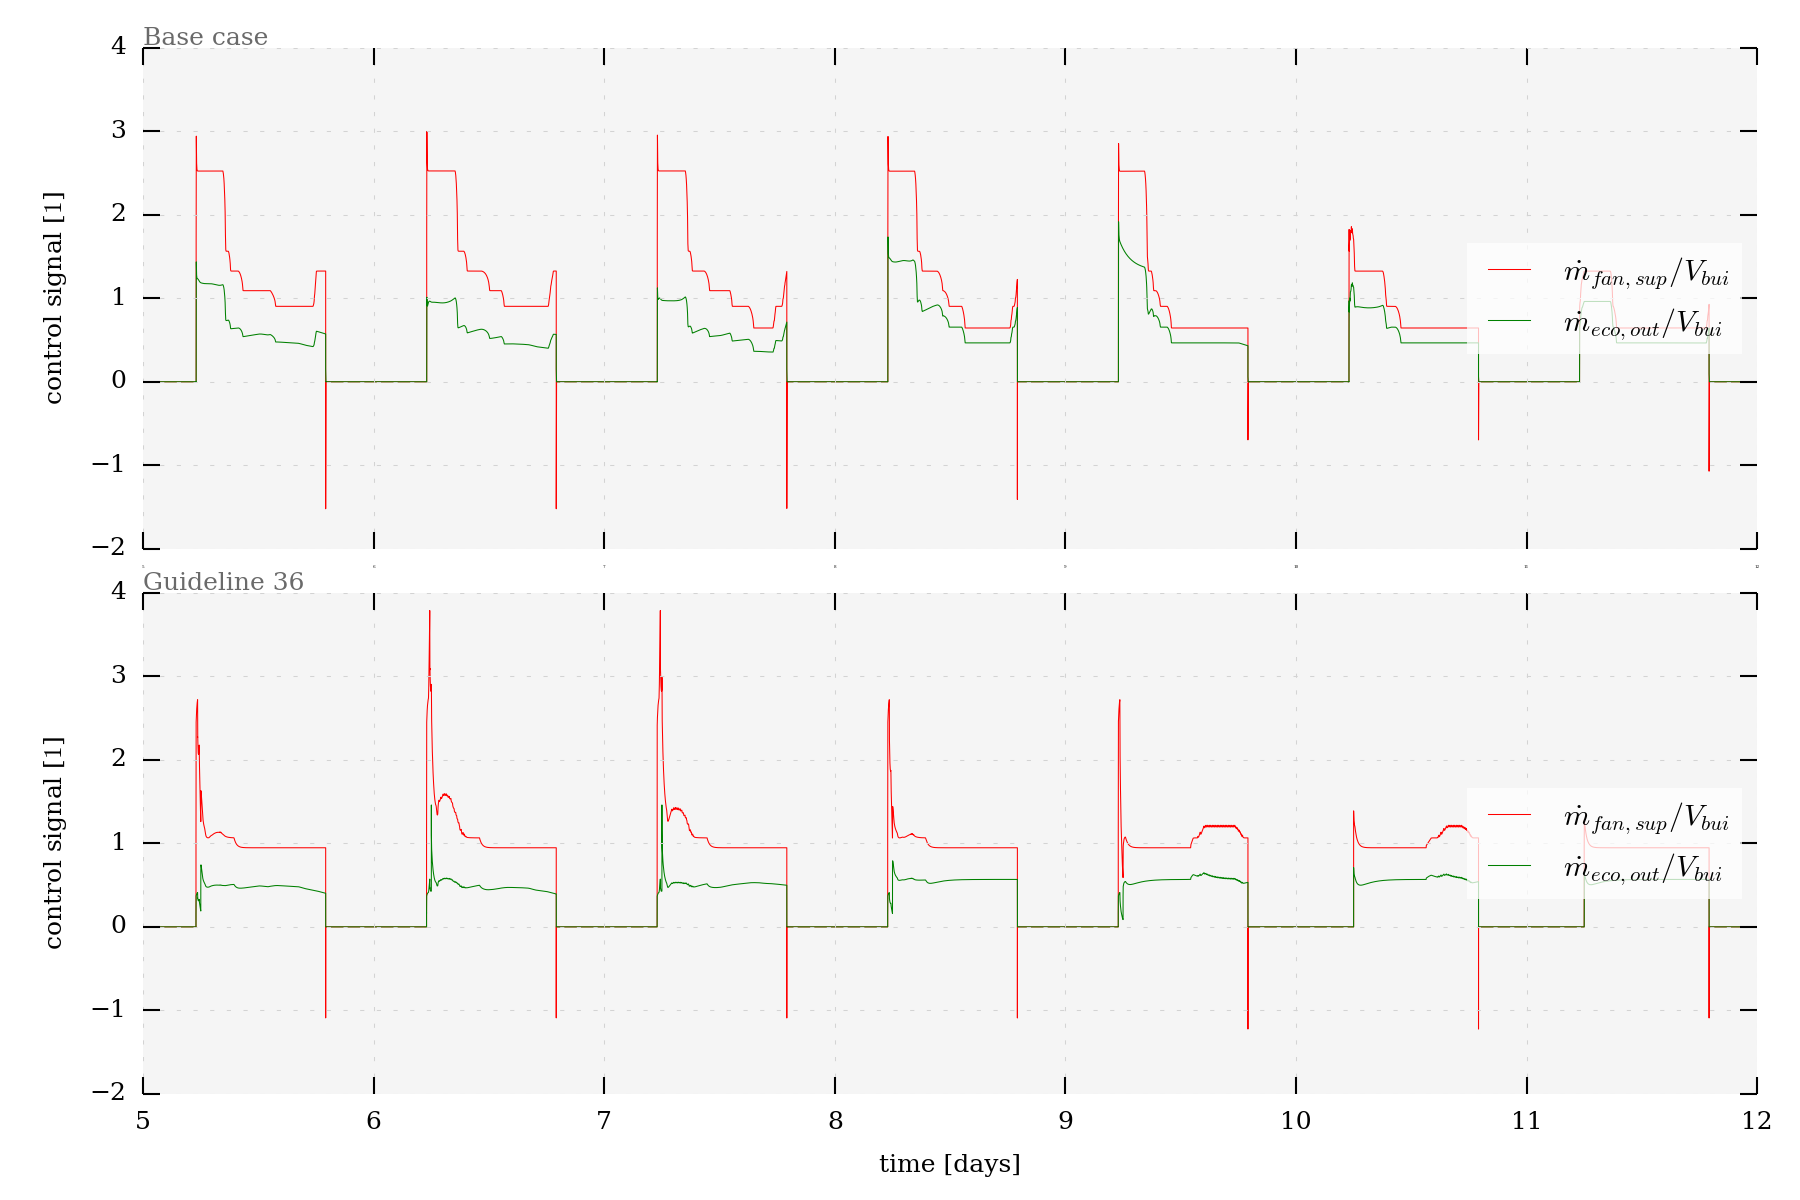 Base case
4
3
2
1
0
−1
−2
control signal [1]
ṁ_{fan, sup}/V_{bui}
ṁ_{eco, out}/V_{bui}
Guideline 36
4
3
2
1
0
−1
−2
control signal [1]
ṁ_{fan, sup}/V_{bui}
ṁ_{eco, out}/V_{bui}
5 6 7 8 9 10 11 12
time [days]